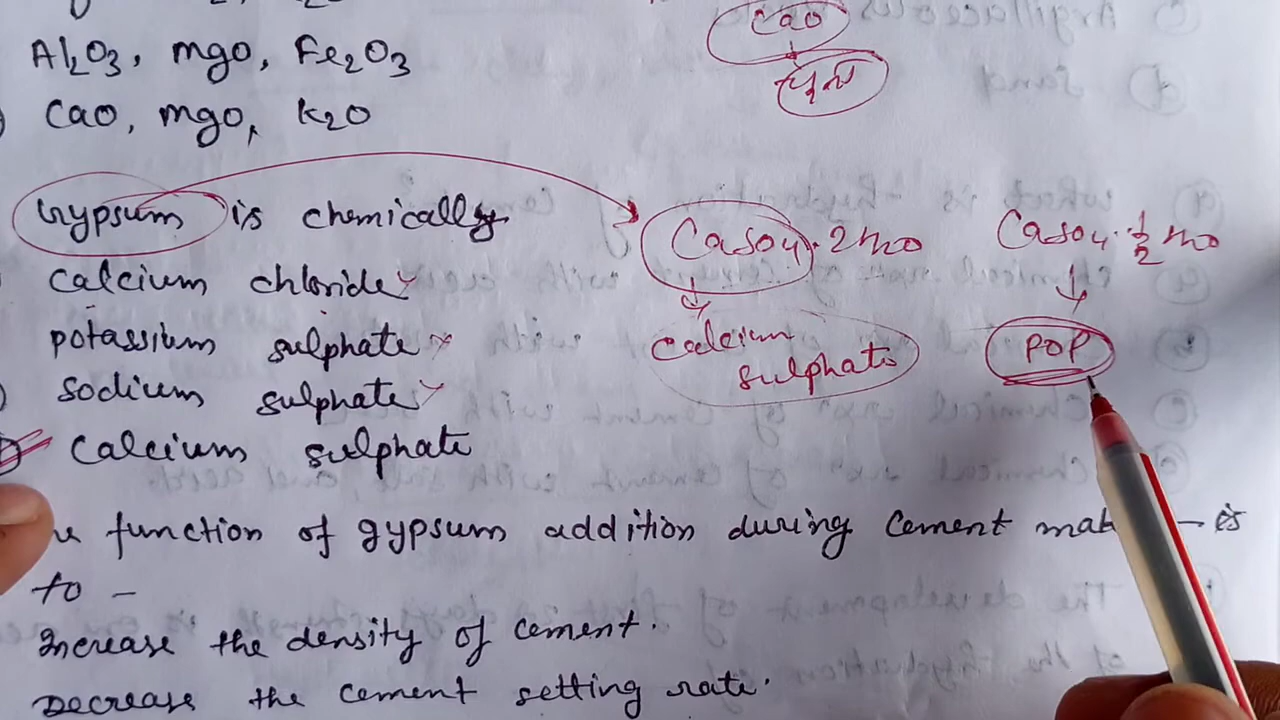 Al₂O₃, mgo, Fe₂O₃
Cao
Cao, mgo, K₂O
Gypsum is chemically
CaSO₄·2H₂O
CaSO₄·½H₂O
calcium chloride
calcium sulphate
POP
potassium sulphate
sodium sulphate
calcium sulphate
function of gypsum addition during cement is
to -
Increase the density of cement.
Decrease the cement setting rate.